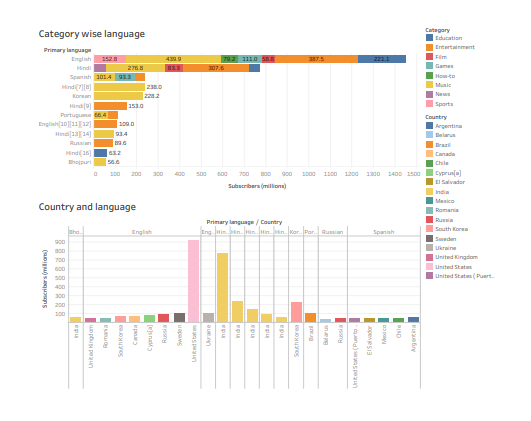 Category wise language
Primary language
English 152.8 439.9 79.2 111.0 58.8 387.5 221.1
Hindi 276.8 83.8 307.6
Spanish 101.4 93.3
Hindi[7][8] 238.0
Korean 228.2
Hindi[9] 153.0
Portuguese 66.4
English[10][11][12] 109.0
Hindi[13][14] 93.4
Russian 89.6
Hindi[16] 63.2
Bhojpuri 56.6
0 100 200 300 400 500 600 700 800 900 1000 1100 1200 1300 1400 1500
Subscribers (millions)
Category
Education
Entertainment
Film
Games
How-to
Music
News
Sports
Country
Argentina
Belarus
Brazil
Canada
Chile
Cyprus[a]
El Salvador
India
Mexico
Romania
Russia
South Korea
Sweden
Ukraine
United Kingdom
United States
United States ( Puert..
Country and language
Primary language / Country
Bho.. English Eng.. Hin.. Hin.. Hin.. Hin.. Hin.. Kor.. Por.. Russian Spanish
Subscribers (millions)
900
800
700
600
500
400
300
200
100
India
United Kingdom
Romania
South Korea
Canada
Cyprus[a]
Russia
Sweden
United States
Ukraine
India
India
India
India
India
South Korea
Brazil
Belarus
Russia
United States ( Puerto ..
El Salvador
Mexico
Chile
Argentina